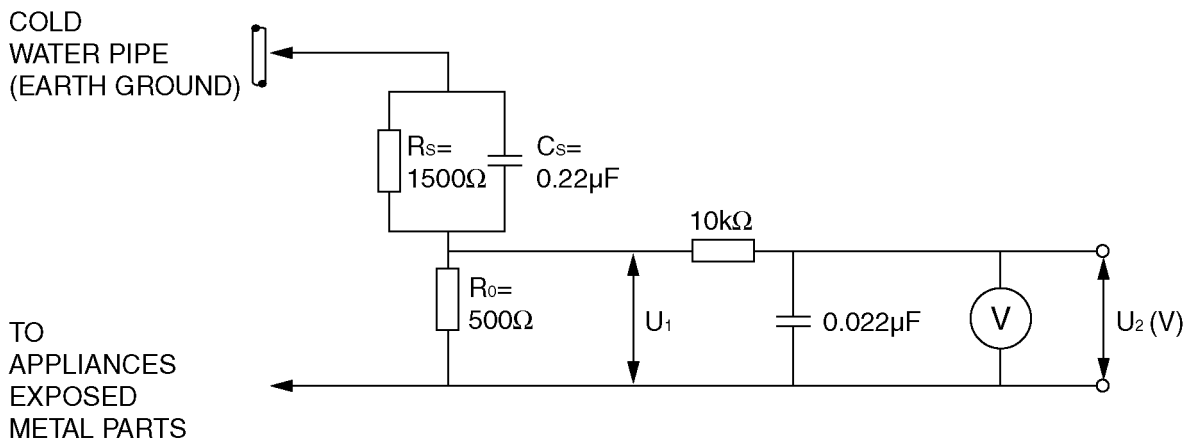 COLD
WATER PIPE
(EARTH GROUND)
RS=
1500Ω
CS=
0.22µF
10kΩ
R0=
500Ω
U1
0.022µF
V
U2 (V)
TO
APPLIANCES
EXPOSED
METAL PARTS